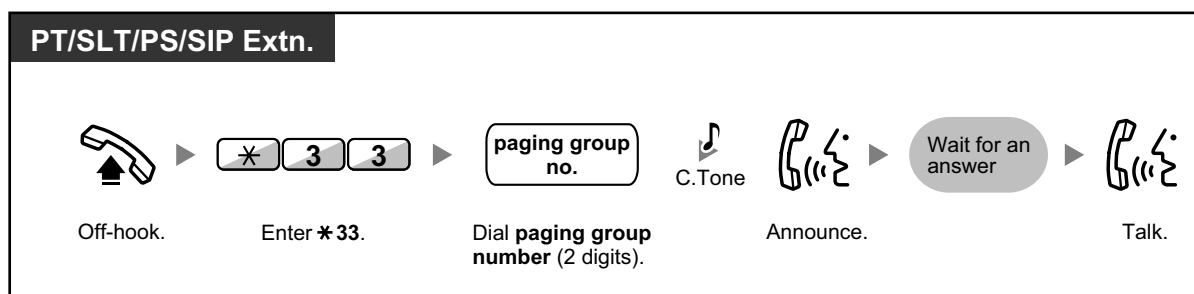 PT/SLT/PS/SIP Extn.
✳ 3 3
paging group
no.
C.Tone
Wait for an
answer
Off-hook.
Enter ✳ 33.
Dial paging group
number (2 digits).
Announce.
Talk.